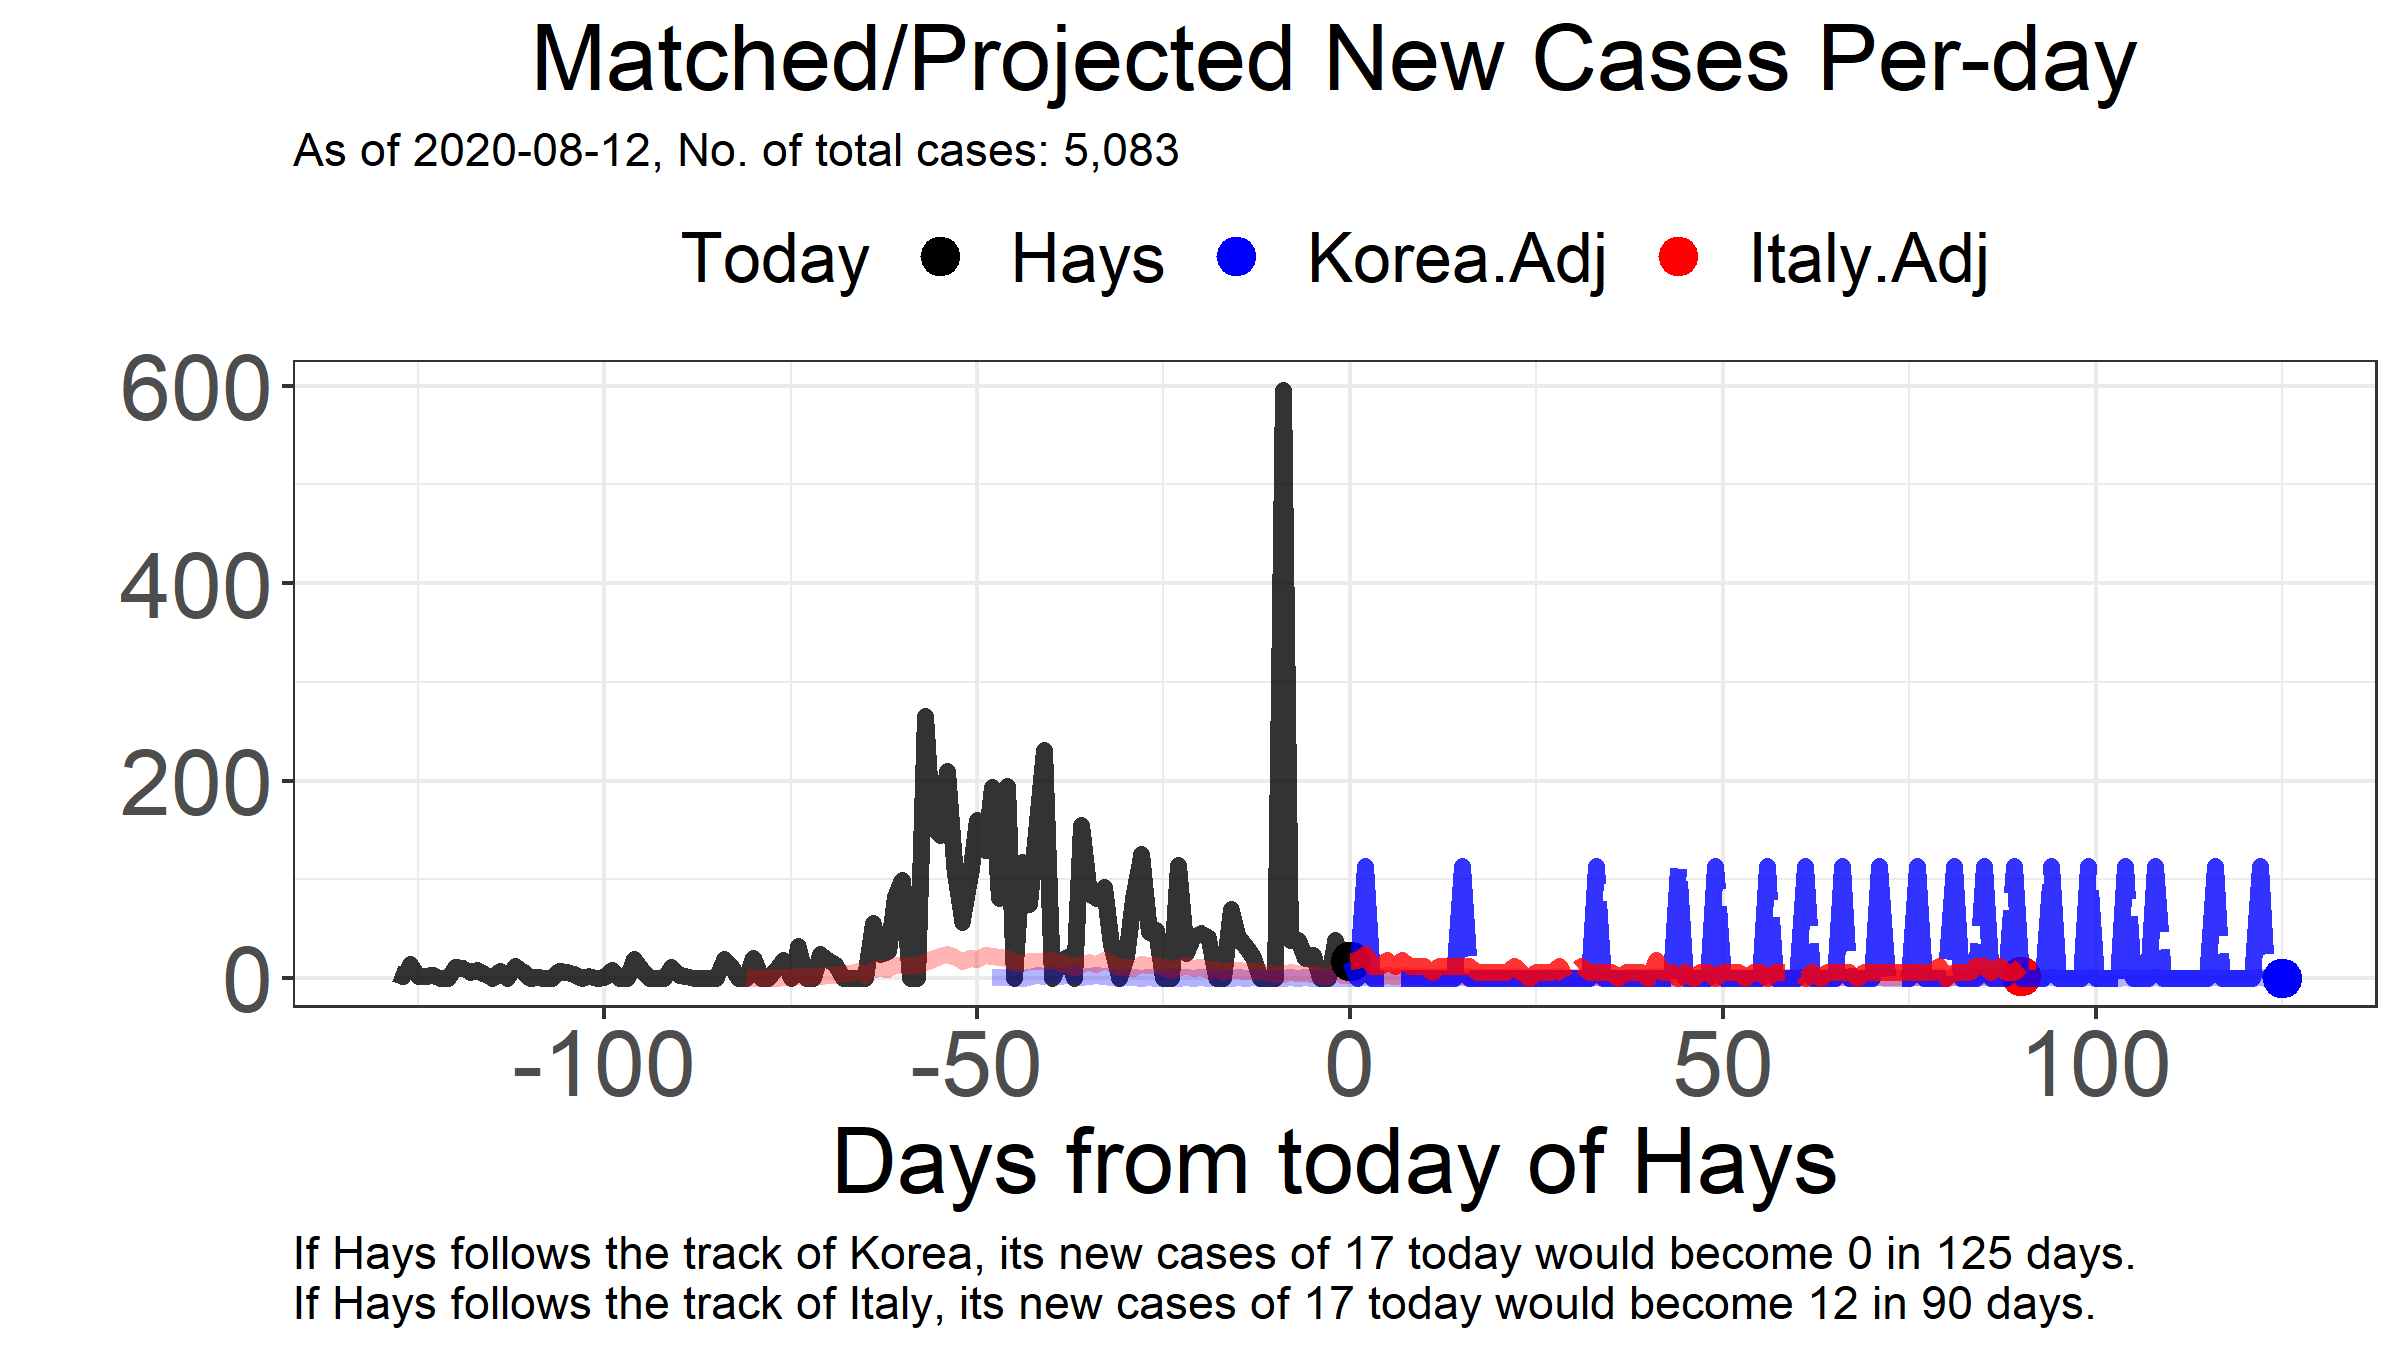 Matched/Projected New Cases Per-day
As of 2020-08-12, No. of total cases: 5,083
Today Hays Korea.Adj Italy.Adj
600
400
200
0
-100 -50 0 50 100
Days from today of Hays
If Hays follows the track of Korea, its new cases of 17 today would become 0 in 125 days.
If Hays follows the track of Italy, its new cases of 17 today would become 12 in 90 days.